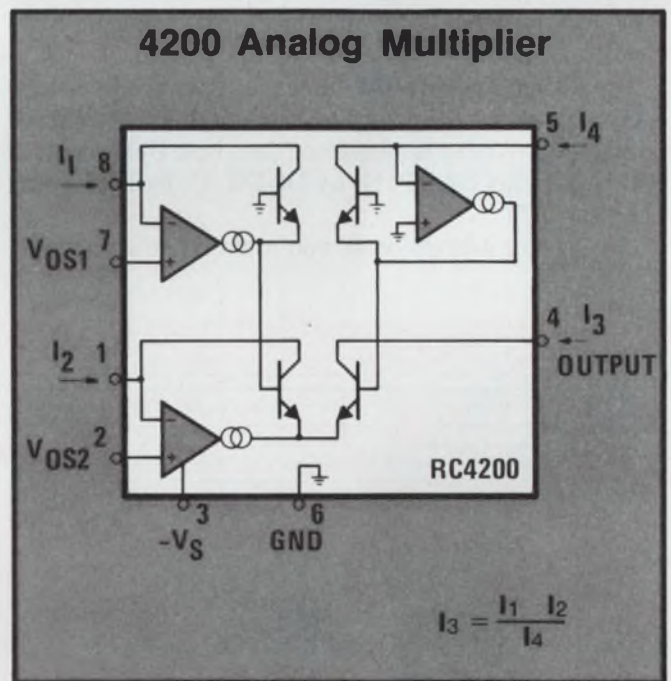 4200 Analog Multiplier
5 I4
I1 8
VOS1 7
I2 1
4 I3
OUTPUT
VOS2 2
RC4200
3 6
-VS GND
I3 = I1 I2 / I4